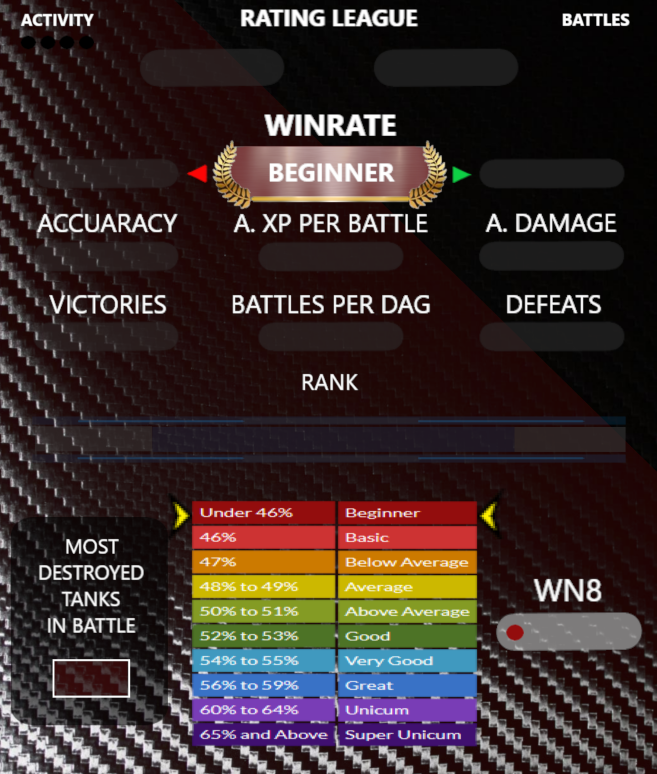 ACTIVITY RATING LEAGUE BATTLES
WINRATE
BEGINNER
ACCUARACY A. XP PER BATTLE A. DAMAGE
VICTORIES BATTLES PER DAG DEFEATS
RANK
MOST
DESTROYED
TANKS
IN BATTLE
Under 46% Beginner
46% Basic
47% Below Average
48% to 49% Average
50% to 51% Above Average
52% to 53% Good
54% to 55% Very Good
56% to 59% Great
60% to 64% Unicum
65% and Above Super Unicum
WN8